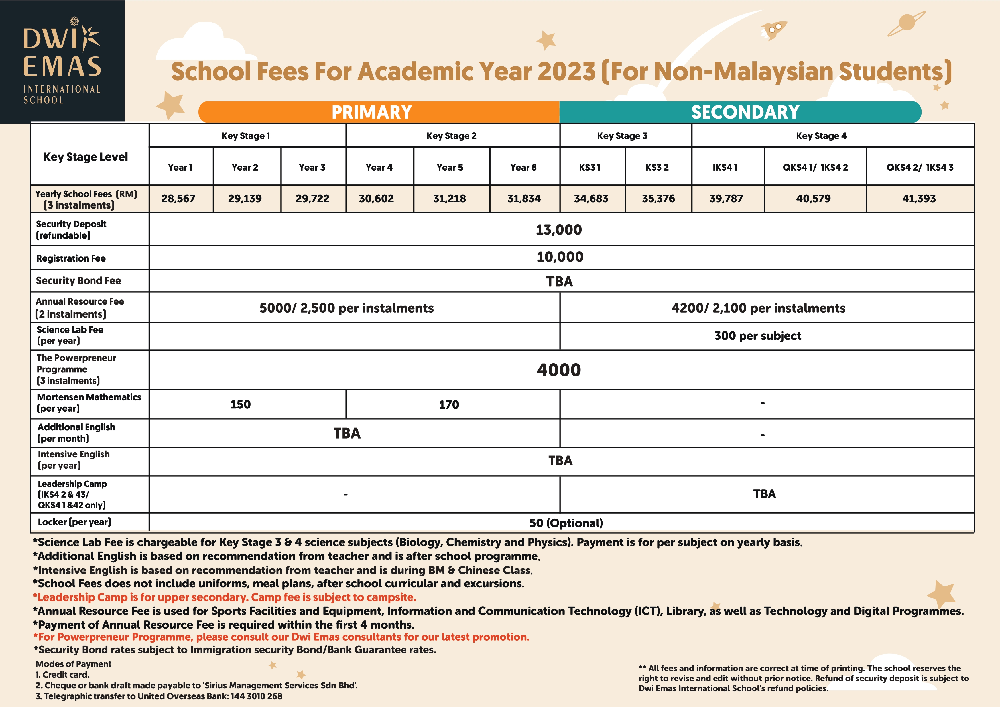 DWI
EMAS
INTERNATIONAL
SCHOOL
School Fees For Academic Year 2023 (For Non-Malaysian Students)
PRIMARY SECONDARY
Key Stage Level
Key Stage 1 Key Stage 2 Key Stage 3 Key Stage 4
Year 1 Year 2 Year 3 Year 4 Year 5 Year 6 KS3 1 KS3 2 IKS4 1 QKS4 1/ 1KS4 2 QKS4 2/ 1KS4 3
Yearly School Fees (RM)
(3 instalments)
28,567 29,139 29,722 30,602 31,218 31,834 34,683 35,376 39,787 40,579 41,393
Security Deposit
(refundable)
13,000
Registration Fee
10,000
Security Bond Fee
TBA
Annual Resource Fee
(2 instalments)
5000/ 2,500 per instalments 4200/ 2,100 per instalments
Science Lab Fee
(per year)
300 per subject
The Powerpreneur
Programme
(3 instalments)
4000
Mortensen Mathematics
(per year)
150 170 -
Additional English
(per month)
TBA -
Intensive English
(per year)
TBA
Leadership Camp
(IKS4 2 & 43/
QKS4 1 &42 only)
- TBA
Locker (per year)
50 (Optional)
*Science Lab Fee is chargeable for Key Stage 3 & 4 science subjects (Biology, Chemistry and Physics). Payment is for per subject on yearly basis.
*Additional English is based on recommendation from teacher and is after school programme.
*Intensive English is based on recommendation from teacher and is during BM & Chinese Class.
*School Fees does not include uniforms, meal plans, after school curricular and excursions.
*Leadership Camp is for upper secondary. Camp fee is subject to campsite.
*Annual Resource Fee is used for Sports Facilities and Equipment, Information and Communication Technology (ICT), Library, as well as Technology and Digital Programmes.
*Payment of Annual Resource Fee is required within the first 4 months.
*For Powerpreneur Programme, please consult our Dwi Emas consultants for our latest promotion.
*Security Bond rates subject to Immigration security Bond/Bank Guarantee rates.
Modes of Payment
1. Credit card.
2. Cheque or bank draft made payable to ‘Sirius Management Services Sdn Bhd’.
3. Telegraphic transfer to United Overseas Bank: 144 3010 268
** All fees and information are correct at time of printing. The school reserves the
right to revise and edit without prior notice. Refund of security deposit is subject to
Dwi Emas International School’s refund policies.